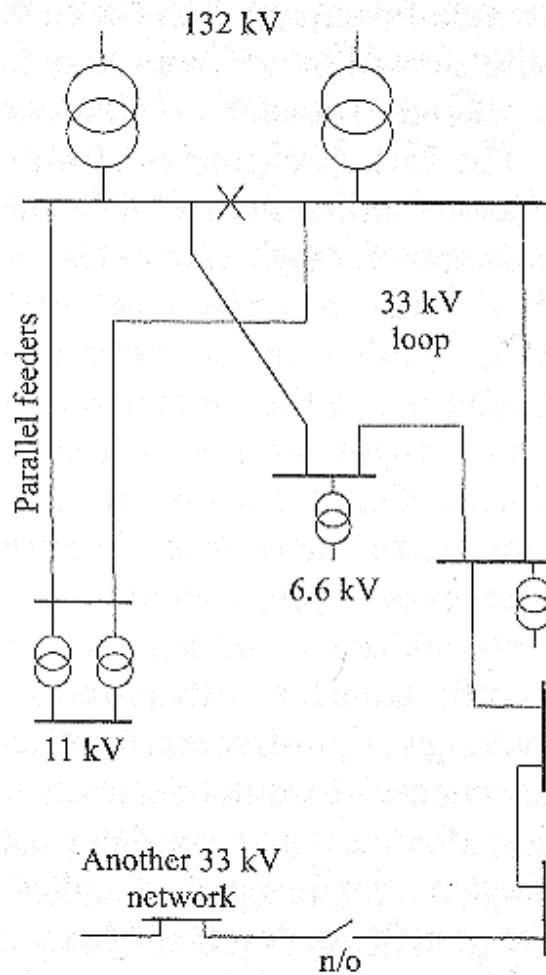 132 kV
33 kV
loop
Parallel feeders
6.6 kV
11 kV
Another 33 kV
network
n/o